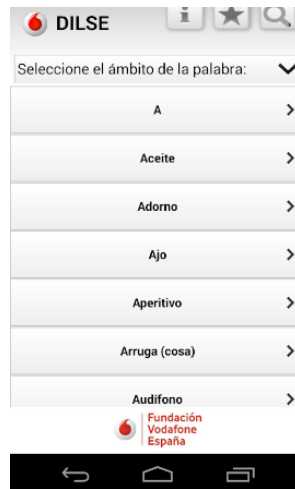 DILSE
Seleccione el ámbito de la palabra:
A
Aceite
Adorno
Ajo
Aperitivo
Arruga (cosa)
Audífono
Fundación
Vodafone
España